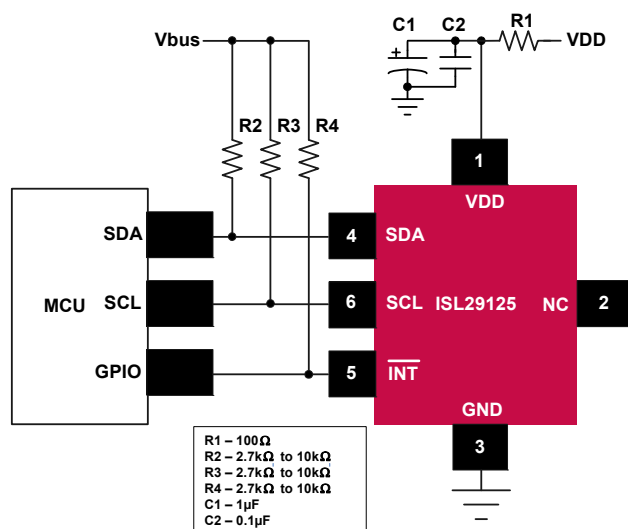 C1 C2 R1
Vbus VDD
R2 R3 R4
1
VDD
SDA 4 SDA
MCU SCL 6 SCL ISL29125 NC 2
GPIO 5 INT
GND
3
R1 – 100Ω
R2 – 2.7kΩ to 10kΩ
R3 – 2.7kΩ to 10kΩ
R4 – 2.7kΩ to 10kΩ
C1 – 1µF
C2 – 0.1µF